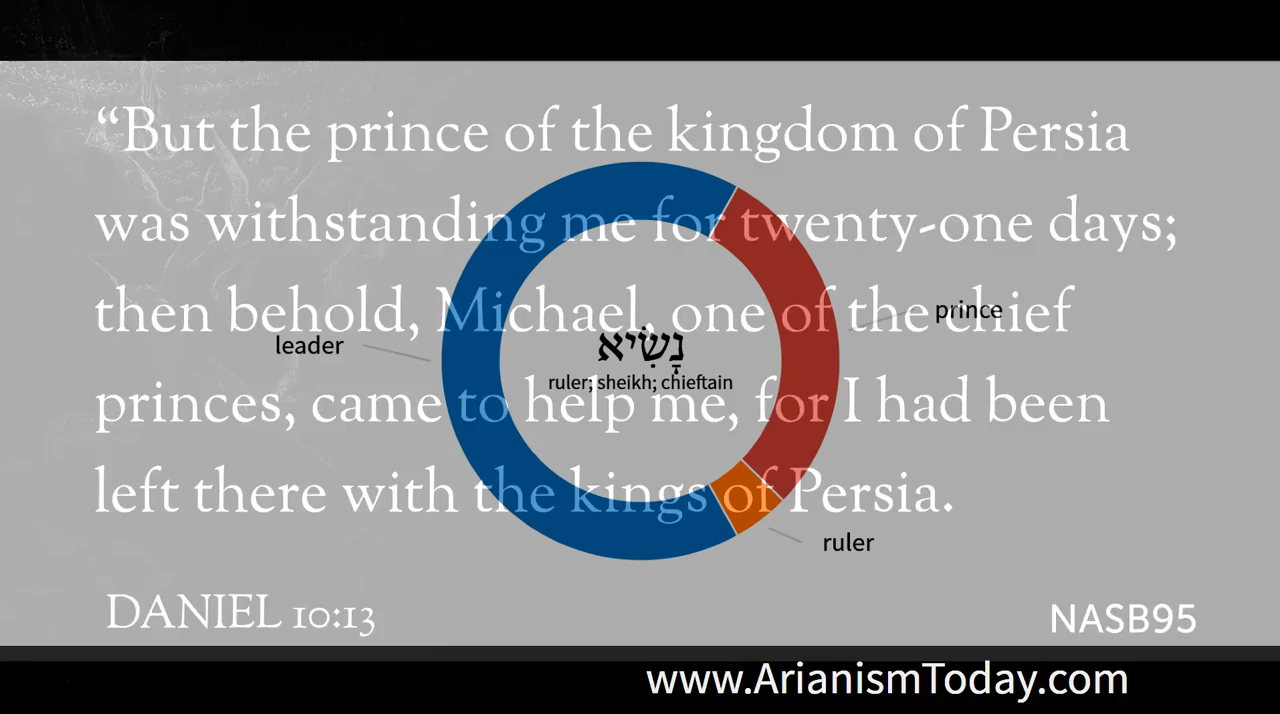 “But the prince of the kingdom of Persia
was withstanding me for twenty-one days;
then behold, Michael, one of the chief
princes, came to help me, for I had been
left there with the kings of Persia.
DANIEL 10:13
NASB95
leader
prince
נָשִׂיא
ruler; sheikh; chieftain
ruler
www.ArianismToday.com